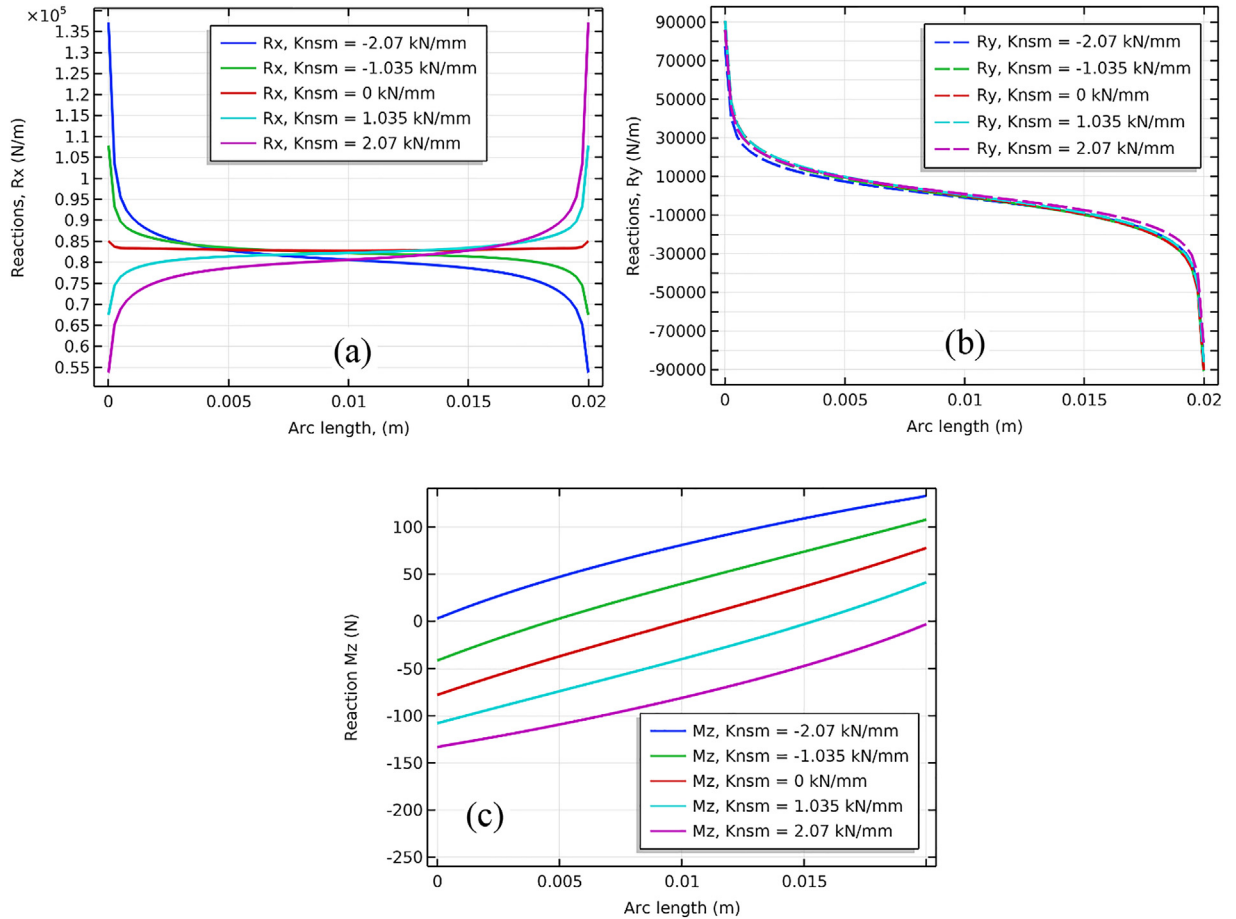 ×10⁵
1.35
1.3
1.25
1.2
1.15
1.1
1.05
1
0.95
0.9
0.85
0.8
0.75
0.7
0.65
0.6
0.55
Reactions, Rx (N/m)
Rx, Knsm = -2.07 kN/mm
Rx, Knsm = -1.035 kN/mm
Rx, Knsm = 0 kN/mm
Rx, Knsm = 1.035 kN/mm
Rx, Knsm = 2.07 kN/mm
(a)
0 0.005 0.01 0.015 0.02
Arc length, (m)
90000
70000
50000
30000
10000
-10000
-30000
-50000
-70000
-90000
Reactions, Ry (N/m)
Ry, Knsm = -2.07 kN/mm
Ry, Knsm = -1.035 kN/mm
Ry, Knsm = 0 kN/mm
Ry, Knsm = 1.035 kN/mm
Ry, Knsm = 2.07 kN/mm
(b)
0 0.005 0.01 0.015 0.02
Arc length (m)
100
50
0
-50
-100
-150
-200
-250
Reaction Mz (N)
Mz, Knsm = -2.07 kN/mm
Mz, Knsm = -1.035 kN/mm
Mz, Knsm = 0 kN/mm
Mz, Knsm = 1.035 kN/mm
Mz, Knsm = 2.07 kN/mm
(c)
0 0.005 0.01 0.015
Arc length (m)